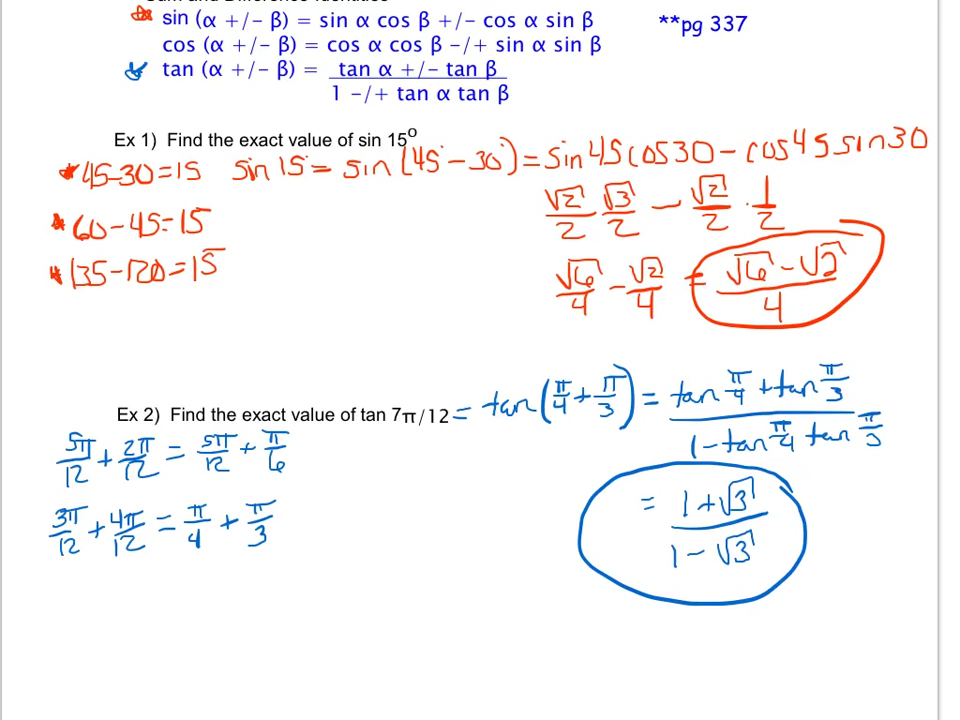 Sum and Difference Identities
sin (α +/− β) = sin α cos β +/− cos α sin β
**pg 337
cos (α +/− β) = cos α cos β −/+ sin α sin β
tan (α +/− β) = tan α +/− tan β
1 −/+ tan α tan β
Ex 1) Find the exact value of sin 15°
45-30=15 sin 15 = sin (45° − 30°) = sin 45 cos 30 − cos 45 sin 30
√2/2 √3/2 − √2/2 · 1/2
60-45=15
135-120=15
√6/4 − √2/4 = (√6 − √2)/4
Ex 2) Find the exact value of tan 7π/12 = tan (π/4 + π/3) = (tan π/4 + tan π/3)/(1 − tan π/4 tan π/3)
5π/12 + 2π/12 = 5π/12 + π/6
3π/12 + 4π/12 = π/4 + π/3
= (1 + √3)/(1 − √3)